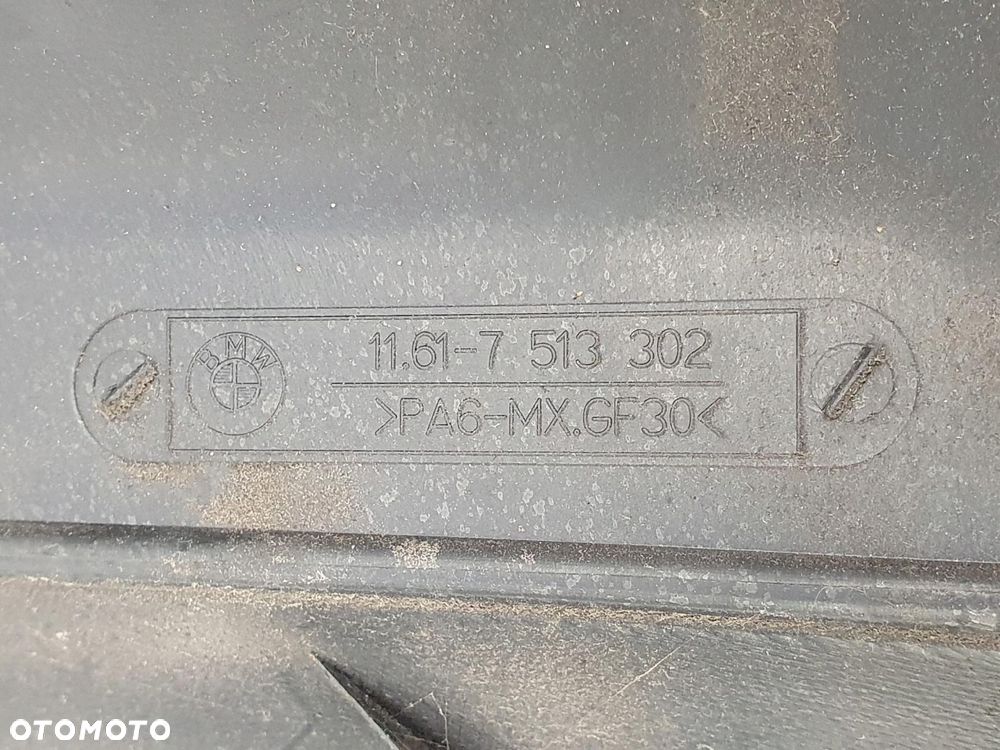 BMW
11.61-7 513 302
>PA6-MX.GF30<
OTOMOTO